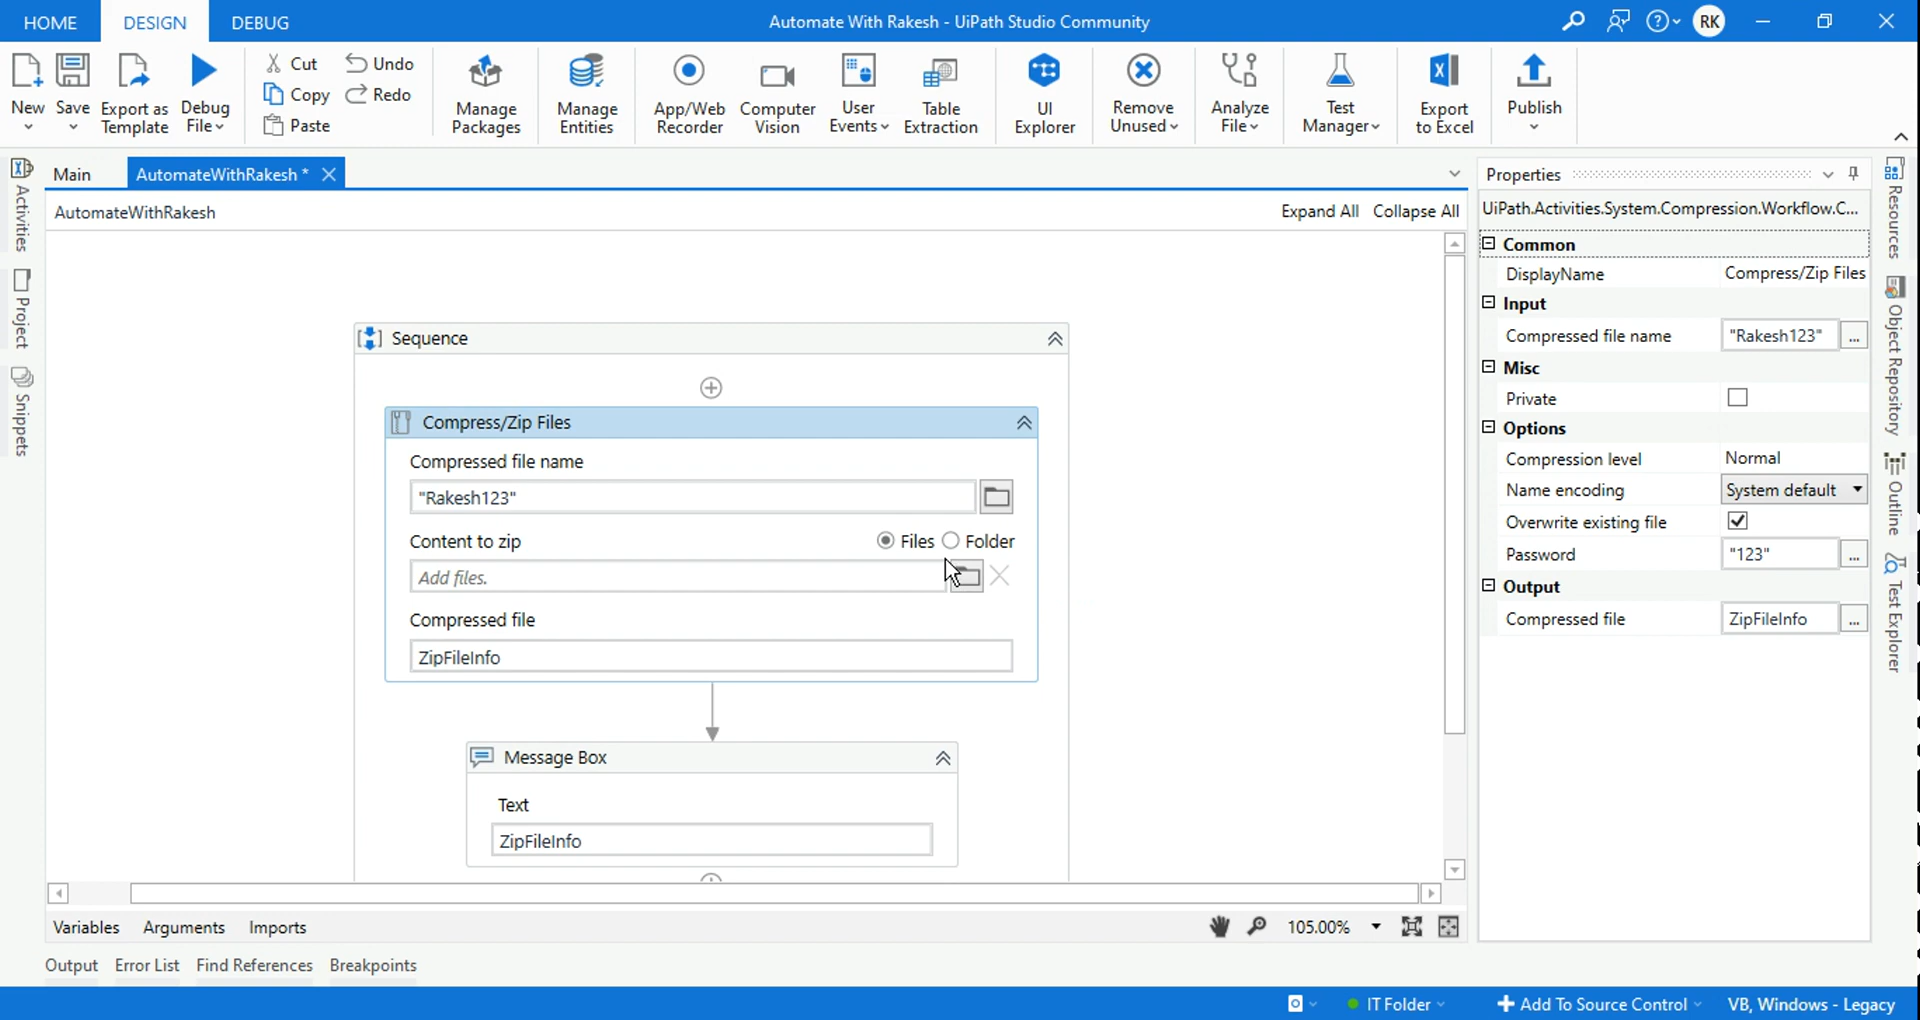 HOME DESIGN DEBUG Automate With Rakesh - UiPath Studio Community RK
New Save Export as Template Debug File Cut Copy Paste Undo Redo Manage Packages Manage Entities App/Web Recorder Computer Vision User Events Table Extraction UI Explorer Remove Unused Analyze File Test Manager Export to Excel Publish
Activities
Project
Snippets
Main AutomateWithRakesh *
AutomateWithRakesh Expand All Collapse All
Sequence
Compress/Zip Files
Compressed file name
"Rakesh123"
Content to zip Files Folder
Add files.
Compressed file
ZipFileInfo
Message Box
Text
ZipFileInfo
Variables Arguments Imports 105.00%
Output Error List Find References Breakpoints
Properties
UiPath.Activities.System.Compression.Workflow.C...
Common
DisplayName Compress/Zip Files
Input
Compressed file name "Rakesh123" ...
Misc
Private
Options
Compression level Normal
Name encoding System default
Overwrite existing file
Password "123" ...
Output
Compressed file ZipFileInfo ...
Resources
Object Repository
Outline
Test Explorer
IT Folder Add To Source Control VB, Windows - Legacy